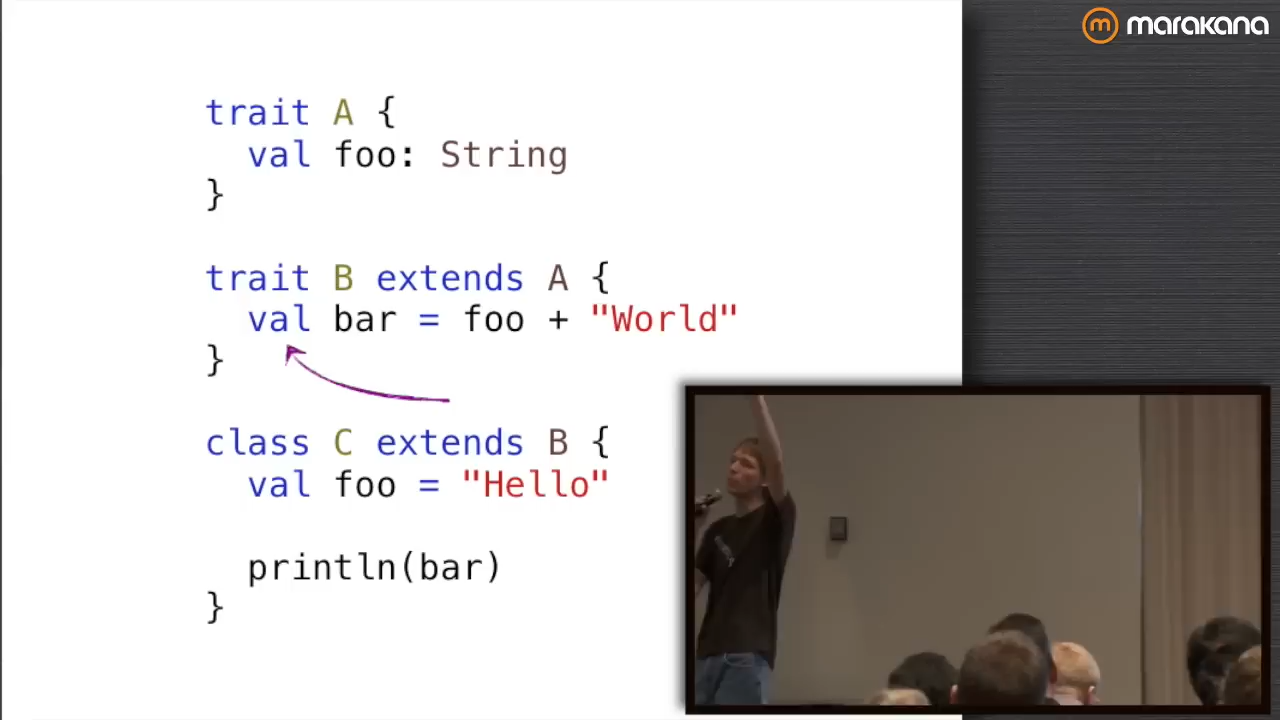 marakana
trait A {
  val foo: String
}
trait B extends A {
  val bar = foo + "World"
}
class C extends B {
  val foo = "Hello"
  println(bar)
}